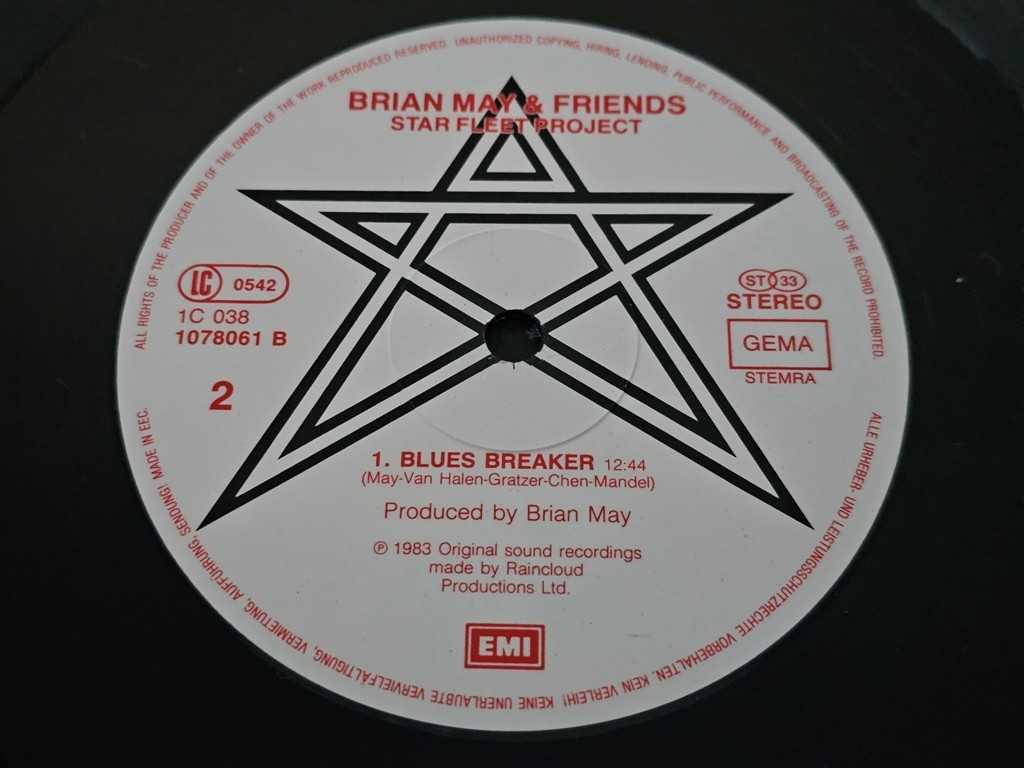 ALL RIGHTS OF THE PRODUCER AND OF THE OWNER OF THE WORK REPRODUCED RESERVED. UNAUTHORIZED COPYING, HIRING, LENDING, PUBLIC PERFORMANCE AND BROADCASTING OF THE RECORD PROHIBITED.
BRIAN MAY & FRIENDS
STAR FLEET PROJECT
LC 0542
1C 038
1078061 B
2
ST 33
STEREO
GEMA
STEMRA
1. BLUES BREAKER 12:44
(May-Van Halen-Gratzer-Chen-Mandel)
Produced by Brian May
℗ 1983 Original sound recordings
made by Raincloud
Productions Ltd.
EMI
ALLE URHEBER- UND LEISTUNGSSCHUTZRECHTE VORBEHALTEN. KEIN VERLEIH! KEINE UNERLAUBTE VERVIELFÄLTIGUNG, VERMIETUNG, AUFFÜHRUNG, SENDUNG! MADE IN EEC.